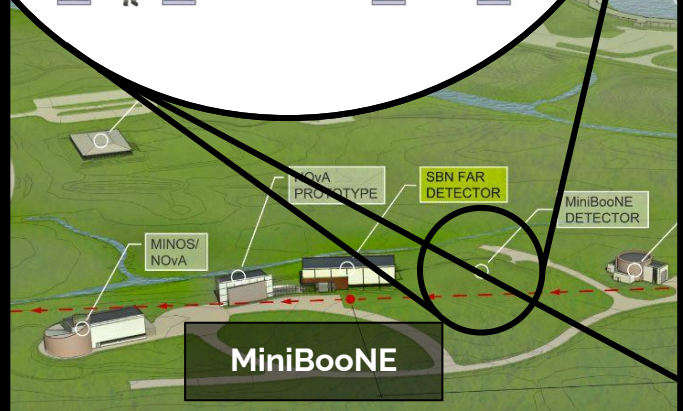 NOvA
PROTOTYPE
SBN FAR
DETECTOR
MiniBooNE
DETECTOR
MINOS/
NOvA
MiniBooNE